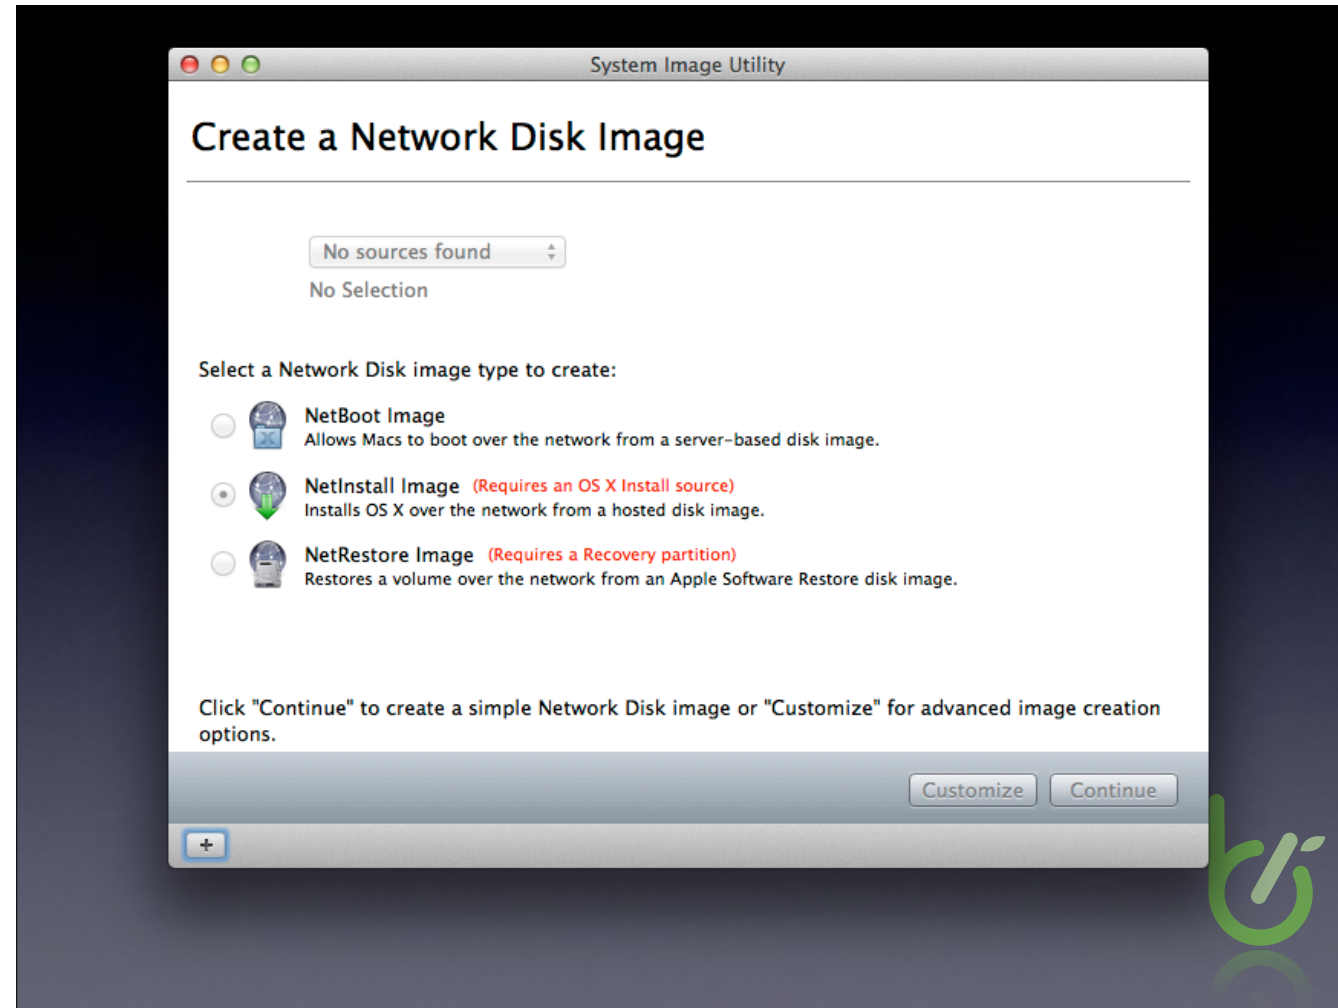 System Image Utility
Create a Network Disk Image
No sources found
No Selection
Select a Network Disk image type to create:
NetBoot Image
Allows Macs to boot over the network from a server-based disk image.
NetInstall Image (Requires an OS X Install source)
Installs OS X over the network from a hosted disk image.
NetRestore Image (Requires a Recovery partition)
Restores a volume over the network from an Apple Software Restore disk image.
Click "Continue" to create a simple Network Disk image or "Customize" for advanced image creation
options.
Customize Continue
+